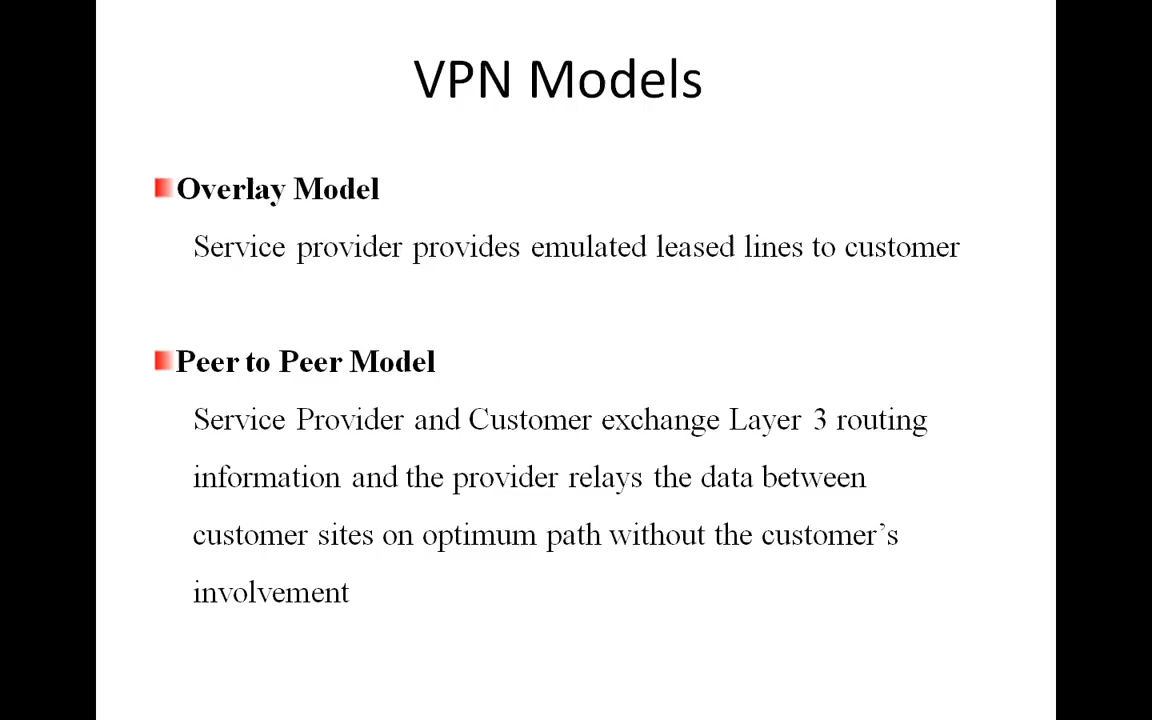 VPN Models
Overlay Model
Service provider provides emulated leased lines to customer
Peer to Peer Model
Service Provider and Customer exchange Layer 3 routing
information and the provider relays the data between
customer sites on optimum path without the customer’s
involvement